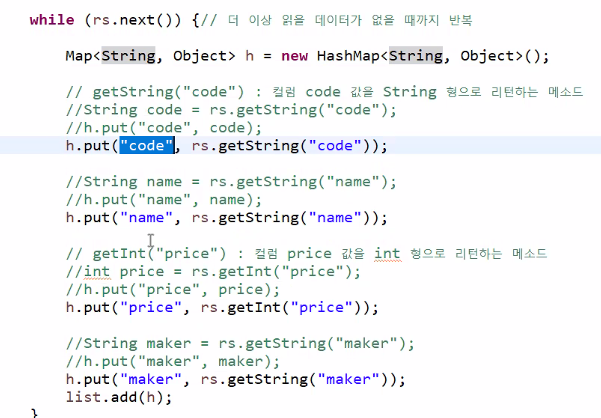 while (rs.next()) {// 더 이상 읽을 데이터가 없을 때까지 반복
Map<String, Object> h = new HashMap<String, Object>();
// getString("code") : 컬럼 code 값을 String 형으로 리턴하는 메소드
//String code = rs.getString("code");
//h.put("code", code);
h.put("code", rs.getString("code"));
//String name = rs.getString("name");
//h.put("name", name);
h.put("name", rs.getString("name"));
// getInt("price") : 컬럼 price 값을 int 형으로 리턴하는 메소드
//int price = rs.getInt("price");
//h.put("price", price);
h.put("price", rs.getInt("price"));
//String maker = rs.getString("maker");
//h.put("maker", maker);
h.put("maker", rs.getString("maker"));
list.add(h);
}